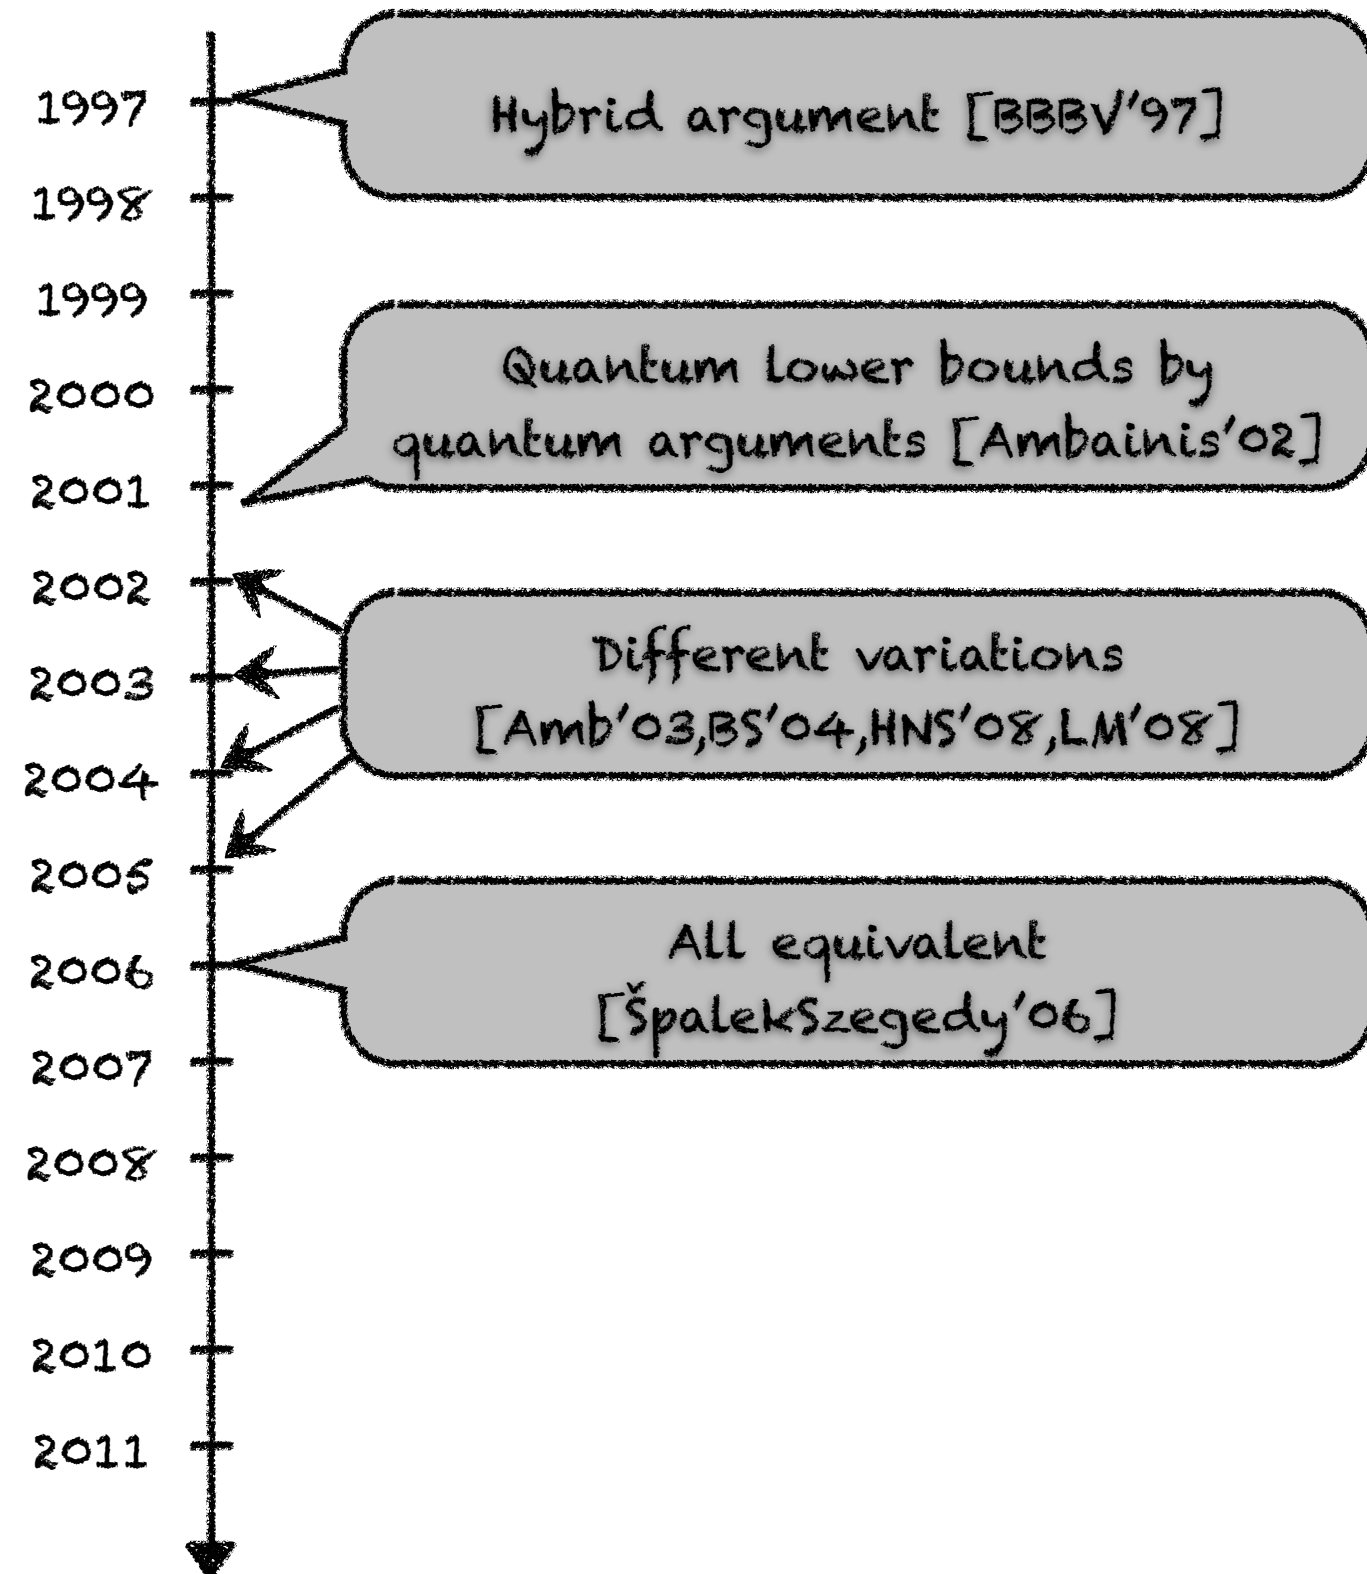 1997
Hybrid argument [BBBV'97]
1998
1999
Quantum lower bounds by
2000
quantum arguments [Ambainis'02]
2001
2002
Different variations
2003
[Amb'03,BS'04,HNS'08,LM'08]
2004
2005
All equivalent
2006
[ŠpalekSzegedy'06]
2007
2008
2009
2010
2011